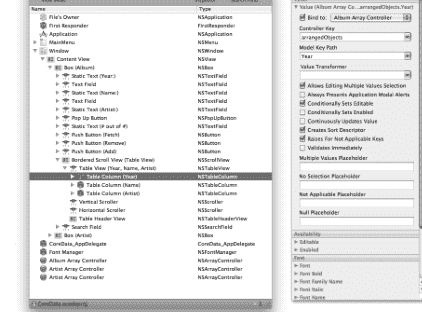 Name Type
File's Owner NSApplication
First Responder FirstResponder
Application NSApplication
MainMenu NSMenu
Window NSWindow
Content View NSView
Box (Album) NSBox
Static Text (Year:) NSTextField
Text Field NSTextField
Static Text (Name:) NSTextField
Text Field NSTextField
Static Text (Artist:) NSTextField
Pop Up Button NSPopUpButton
Static Text (# out of #) NSTextField
Push Button (Fetch) NSButton
Push Button (Remove) NSButton
Push Button (Add) NSButton
Bordered Scroll View (Table View) NSScrollView
Table View (Year, Name, Artist) NSTableView
Table Column (Year) NSTableColumn
Table Column (Name) NSTableColumn
Table Column (Artist) NSTableColumn
Vertical Scroller NSScroller
Horizontal Scroller NSScroller
Table Header View NSTableHeaderView
Search Field NSSearchField
Box (Artist) NSBox
CoreData_AppDelegate CoreData_AppDelegate
Font Manager NSFontManager
Album Array Controller NSArrayController
Artist Array Controller NSArrayController
Artist Array Controller NSArrayController
Value (Album Array Co...arrangedObjects.Year)
Bind to: Album Array Controller
Controller Key
arrangedObjects
Model Key Path
Year
Value Transformer
Allows Editing Multiple Values Selection
Always Presents Application Modal Alerts
Conditionally Sets Editable
Conditionally Sets Enabled
Continuously Updates Value
Creates Sort Descriptor
Raises For Not Applicable Keys
Validates Immediately
Multiple Values Placeholder
No Selection Placeholder
Not Applicable Placeholder
Null Placeholder
Availability
Editable
Enabled
Font
Font
Font Bold
Font Family Name
Font Italic
Font Name